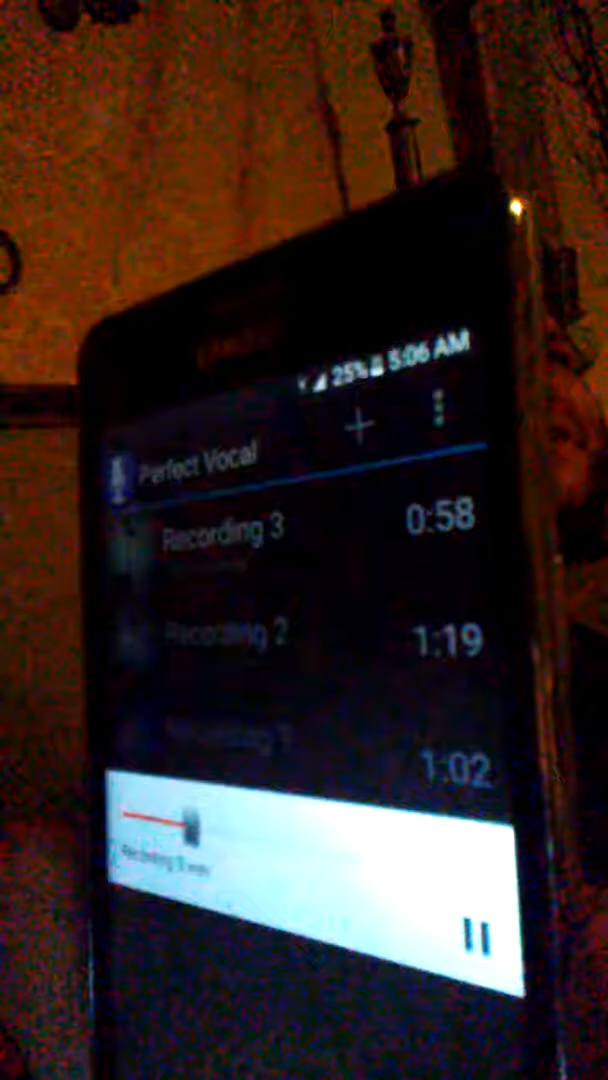 25% 5:06 AM
Perfect Vocal
Recording 3 0:58
Recording 2 1:19
1:02